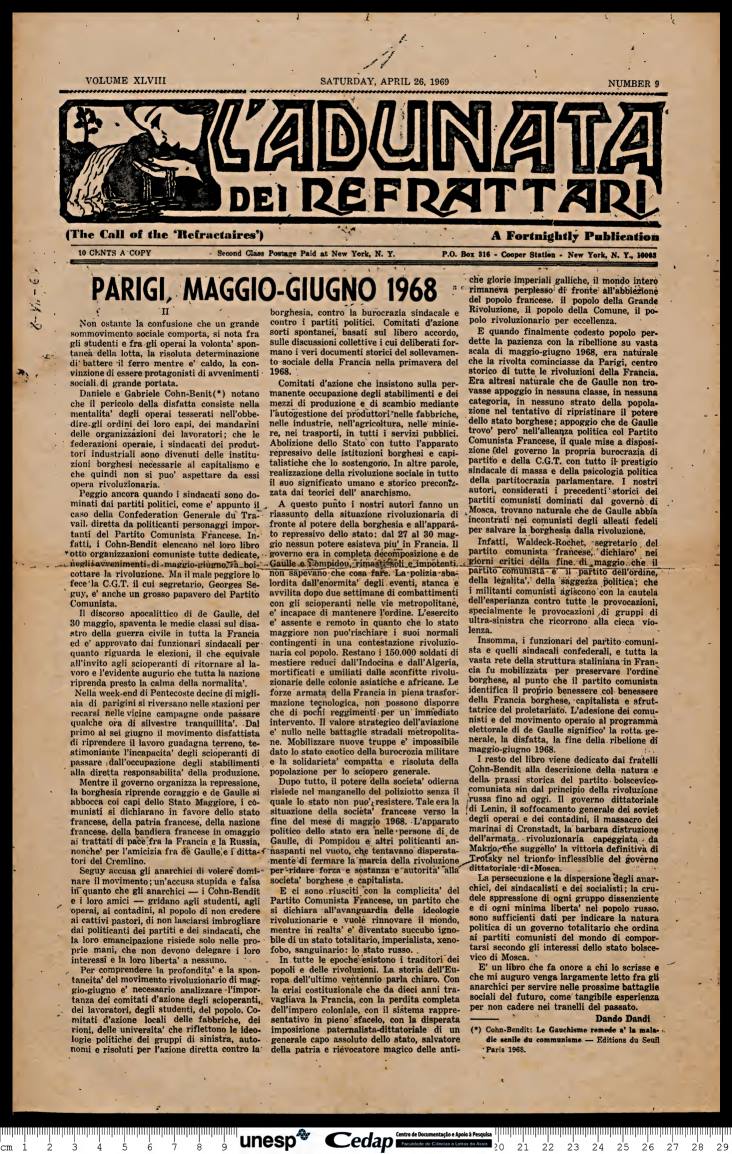 VOLUME XLVIII
SATURDAY, APRIL 26, 1969
NUMBER 9
L'ADUNATA
DEI REFRATTARI
(The Call of the 'Refractaires')
A Fortnightly Publication
10 CENTS A COPY
Second Class Postage Paid at New York, N. Y.
P.O. Box 316 - Cooper Station - New York, N. Y., 10003
PARIGI, MAGGIO-GIUGNO 1968
II
Non ostante la confusione che un grande
sommovimento sociale comporta, si nota fra
gli studenti e fra gli operai la volonta' spon-
tanea della lotta, la risoluta determinazione
di battere il ferro mentre e' caldo, la con-
vinzione di essere protagonisti di avvenimenti
sociali di grande portata.
Daniele e Gabriele Cohn-Benit(*) notano
che il pericolo della disfatta consiste nella
mentalita' degli operai tesserati nell'obbe-
dire gli ordini dei loro capi, dei mandarini
delle organizzazioni dei lavoratori; che le
federazioni operaie, i sindacati dei produt-
tori industriali sono divenuti delle institu-
zioni borghesi necessarie al capitalismo e
che quindi non si puo' aspettare da essi
opera rivoluzionaria.
Peggio ancora quando i sindacati sono do-
minati dai partiti politici, come e' appunto il
caso della Confederation Generale du Tra-
vail diretta da politicanti personaggi impor-
tanti del Partito Comunista Francese. In-
fatti, i Cohn-Bendit elencano nel loro libro
otto organizzazioni comuniste tutte dedicate,
negli avvenimenti di maggio-giugno, a boi-
cottare la rivoluzione. Ma il male peggiore lo
fece la C.G.T. il cui segretario, Georges Se-
guy, e' anche un grosso papavero del Partito
Comunista.
Il discorso apocalittico di de Gaulle, del
30 maggio, spaventa le medie classi sul disa-
stro della guerra civile in tutta la Francia
ed e' approvato dai funzionari sindacali per
quanto riguarda le elezioni, il che equivale
all'invito agli scioperanti di ritornare al la-
voro e l'evidente augurio che tutta la nazione
riprenda presto la calma della normalita'.
Nella week-end di Pentecoste decine di migli-
aia di parigini si riversano nelle stazioni per
recarsi nelle vicine campagne onde passare
qualche ora di silvestre tranquilita'. Dal
primo al sei giugno il movimento disfattista
di riprendere il lavoro guadagna terreno, te-
stimoniante l'incapacita' degli scioperanti di
passare dall'occupazione degli stabilimenti
alla diretta responsabilita' della produzione.
Mentre il governo organizza la repressione,
la borghesia riprende coraggio e de Gaulle si
abbocca coi capi dello Stato Maggiore, i co-
munisti si dichiarano in favore dello stato
francese, della patria francese, della nazione
francese, della bandiera francese in omaggio
ai trattati di pace fra la Francia e la Russia,
nonche' per l'amicizia fra de Gaulle e i ditta-
tori del Cremlino.
Seguy accusa gli anarchici di volere domi-
nare il movimento; un'accusa stupida e falsa
in quanto che gli anarchici — i Cohn-Bendit
e i loro amici — gridano agli studenti, agli
operai, ai contadini, al popolo di non credere
ai cattivi pastori, di non lasciarsi imbrogliare
dai politicanti dei partiti e dei sindacati, che
la loro emancipazione risiede solo nelle pro-
prie mani, che non devono delegare i loro
interessi e la loro liberta' a nessuno.
Per comprendere la profondita' e la spon-
taneita' del movimento rivoluzionario di mag-
gio-giugno e' necessario analizzare l'impor-
tanza dei comitati d'azione degli scioperanti,
dei lavoratori, degli studenti, del popolo. Co-
mitati d'azione locali delle fabbriche, dei
rioni, delle universita' che riflettono le ideo-
logie politiche dei gruppi di sinistra, auto-
nomi e risoluti per l'azione diretta contro la
borghesia, contro la burocrazia sindacale e
contro i partiti politici. Comitati d'azione
sorti spontanei, basati sul libero accordo,
sulle discussioni collettive i cui deliberati for-
mano i veri documenti storici del sollevamen-
to sociale della Francia nella primavera del
1968.
Comitati d'azione che insistono sulla per-
manente occupazione degli stabilimenti e dei
mezzi di produzione e di scambio mediante
l'autogestione dei produttori nelle fabbriche,
nelle industrie, nell'agricoltura, nelle minie-
re, nei trasporti, in tutti i servizi pubblici.
Abolizione dello Stato con tutto l'apparato
repressivo delle istituzioni borghesi e capi-
talistiche che lo sostengono. In altre parole,
realizzazione della rivoluzione sociale in tutto
il suo significato umano e storico preconiz-
zata dai teorici dell' anarchismo.
A questo punto i nostri autori fanno un
riassunto della situazione rivoluzionaria di
fronte al potere della borghesia e all'appara-
to repressivo dello stato: dal 27 al 30 mag-
gio nessun potere esisteva piu' in Francia. Il
governo era in completa decomposizione e de
Gaulle e Pompidou, rimasti soli e impotenti
non sapevano che cosa fare. La polizia sba-
lordita dall'enormita' degli eventi, stanca e
avvilita dopo due settimane di combattimenti
con gli scioperanti nelle vie metropolitane,
e' incapace di mantenere l'ordine. L'esercito
e' assente e remoto in quanto che lo stato
maggiore non puo' rischiare i suoi normali
contingenti in una contestazione rivoluzio-
naria col popolo. Restano i 150.000 soldati di
mestiere reduci dall'Indocina e dall'Algeria,
mortificati e umiliati dalle sconfitte rivolu-
zionarie delle colonie asiatiche e africane. Le
forze armata della Francia in piena trasfor-
mazione tecnologica, non possono disporre
che di pochi reggimenti per un immediato
intervento. Il valore strategico dell'aviazione
e' nullo nelle battaglie stradali metropolita-
ne. Mobilizare nuove truppe e' impossibile
dato lo stato caotico della burocrazia militare
e la solidarieta' compatta e risoluta della
popolazione per lo sciopero generale.
Dopo tutto, il potere della societa' odierna
risiede nel manganello del poliziotto senza il
quale lo stato non puo' resistere. Tale era la
situazione della societa' francese verso la
fine del mese di maggio 1968. L'apparato
politico dello stato era nelle persone di de
Gaulle, di Pompidou e altri politicanti an-
naspanti nel vuoto, che tentavano disperata-
mente di fermare la marcia della rivoluzione
per ridare forza e sostanza e autorita' alla
societa' borghese e capitalista.
E ci sono riusciti con la complicita' del
Partito Comunista Francese, un partito che
si dichiara all'avanguardia delle ideologie
rivoluzionarie e vuole rinnovare il mondo,
mentre in realta' e' diventato succubo igno-
bile di un stato totalitario, imperialista, xeno-
fobo, sanguinario: lo stato russo.
In tutte le epoche esistono i traditori dei
popoli e delle rivoluzioni. La storia dell'Eu-
ropa dell'ultimo ventennio parla chiaro. Con
la crisi costituzionale che da dieci anni tra-
vagliava la Francia, con la perdita completa
dell'impero coloniale, con il sistema rappre-
sentativo in pieno sfacelo, con la disperata
imposizione paternalista-dittatoriale di un
generale capo assoluto dello stato, salvatore
della patria e rievocatore magico delle anti-
che glorie imperiali galliche, il mondo intero
rimaneva perplesso di fronte all'abbiezione
del popolo francese. il popolo della Grande
Rivoluzione, il popolo della Comune, il po-
polo rivoluzionario per eccellenza.
E quando finalmente codesto popolo per-
dette la pazienza con la ribellione su vasta
scala di maggio-giugno 1968, era naturale
che la rivolta cominciasse da Parigi, centro
storico di tutte le rivoluzioni della Francia.
Era altresi naturale che de Gaulle non tro-
vasse appoggio in nessuna classe, in nessuna
categoria, in nessuno strato della popola-
zione nel tentativo di ripristinare il potere
dello stato borghese; appoggio che de Gaulle
trovo' pero' nell'alleanza politica col Partito
Comunista Francese, il quale mise a disposi-
zione del governo la propria burocrazia di
partito e della C.G.T. con tutto il prestigio
sindacale di massa e della psicologia politica
della partitocrazia parlamentare. I nostri
autori, considerati i precedenti storici dei
partiti comunisti dominati dal governo di
Mosca, trovano naturale che de Gaulle abbia
incontrati nei comunisti degli alleati fedeli
per salvare la borghesia dalla rivoluzione.
Infatti, Waldeck-Rochet, segretario del
partito comunista francese, dichiaro' nei
giorni critici della fine di maggio che il
partito comunista e' il partito dell'ordine,
della legalita', della saggezza politica; che
i militanti comunisti agiscono con la cautela
dell'esperienza contro tutte le provocazioni,
specialmente le provocazioni di gruppi di
ultra-sinistra che ricorrono alla cieca vio-
lenza.
Insomma, i funzionari del partito comuni-
sta e quelli sindacali confederali, e tutta la
vasta rete della struttura staliniana in Fran-
cia fu mobilizzata per preservare l'ordine
borghese, al punto che il partito comunista
identifica il proprio benessere col benessere
della Francia borghese, capitalista e sfrut-
tatrice del proletariato. L'adesione dei comu-
nisti e del movimento operaio al programma
elettorale di de Gaulle significo' la rotta ge-
nerale, la disfatta, la fine della ribelione di
maggio-giugno 1968.
I resto del libro viene dedicato dai fratelli
Cohn-Bendit alla descrizione della natura e
della prassi storica del partito bolscevico-
comunista sin dal principio della rivoluzione
russa fino ad oggi. Il governo dittatoriale
di Lenin, il soffocamento generale dei soviet
degli operai e dei contadini, il massacro dei
marinai di Cronstadt, la barbara distruzione
dell'armata rivoluzionaria capeggiata da
Makno, che suggello' la vittoria definitiva di
Trotsky nel trionfo inflessibile del governo
dittatoriale di Mosca.
La persecuzione e la dispersione degli anar-
chici, dei sindacalisti e dei socialisti; la cru-
dele sppressione di ogni gruppo dissenziente
e di ogni minima liberta' nel popolo russo,
sono sufficienti dati per indicare la natura
politica di un governo totalitario che ordina
ai partiti comunisti del mondo di compor-
tarsi secondo gli interessi dello stato bolsce-
vico di Mosca.
E' un libro che fa onore a chi lo scrisse e
che mi auguro venga largamente letto fra gli
anarchici per servire nelle prossime battaglie
sociali del futuro, come tangibile esperienza
per non cadere nei tranelli del passato.
Dando Dandi
(*) Cohn-Bendit: Le Gauchisme remede a' la mala-
die senile du communisme — Editions du Seuil
Paris 1968.
cm 1 2 3 4 5 6 7 8 9 unesp Cedap Centro de Documentação e Apoio à Pesquisa
Faculdade de Ciências e Letras de Assis
20 21 22 23 24 25 26 27 28 29